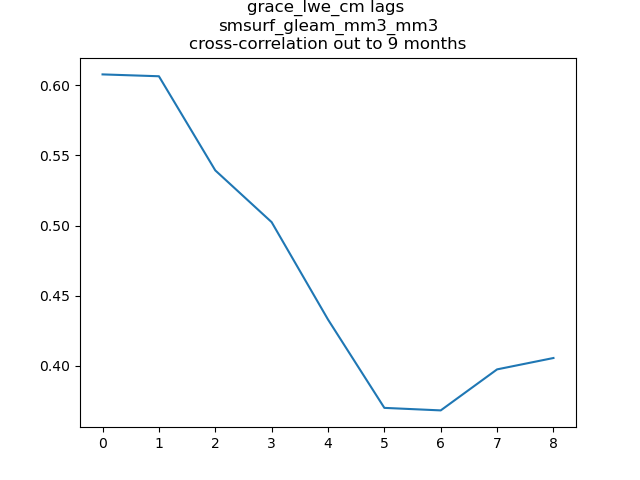 grace_lwe_cm lags
smsurf_gleam_mm3_mm3
cross-correlation out to 9 months
0.60
0.55
0.50
0.45
0.40
0 1 2 3 4 5 6 7 8